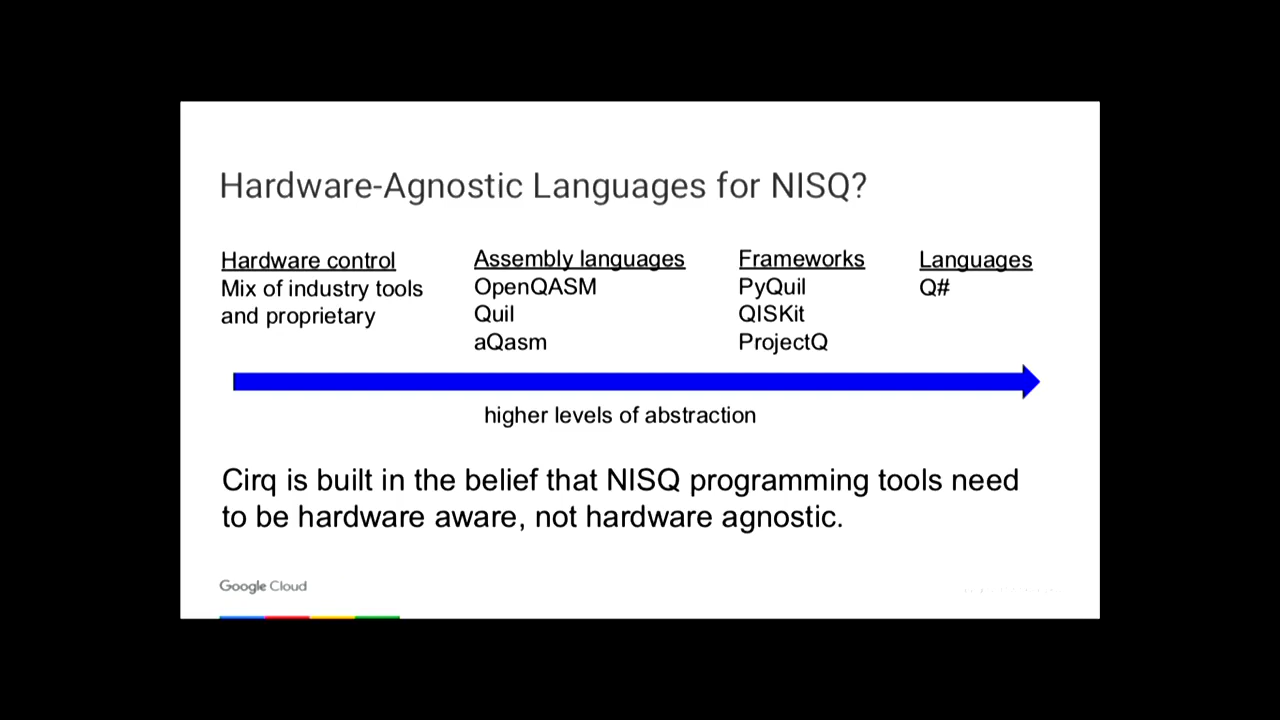 Hardware-Agnostic Languages for NISQ?
Hardware control
Mix of industry tools
and proprietary
Assembly languages
OpenQASM
Quil
aQasm
Frameworks
PyQuil
QISKit
ProjectQ
Languages
Q#
higher levels of abstraction
Cirq is built in the belief that NISQ programming tools need
to be hardware aware, not hardware agnostic.
Google Cloud